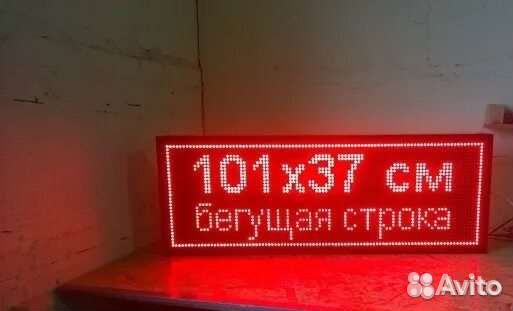 101x37 см
бегущая строка
Avito